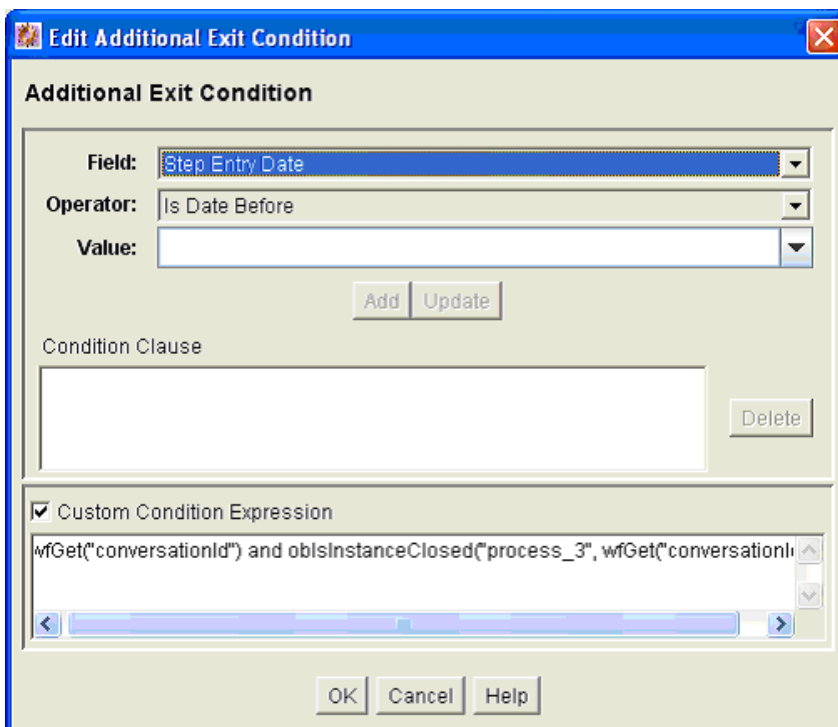 Edit Additional Exit Condition
Additional Exit Condition
Field: Step Entry Date
Operator: Is Date Before
Value:
Add Update
Condition Clause
Delete
Custom Condition Expression
wfGet("conversationId") and obIsInstanceClosed("process_3", wfGet("conversationI
OK Cancel Help